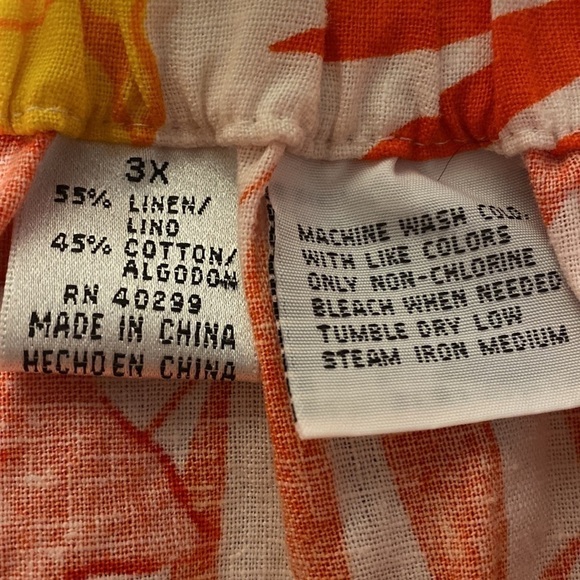 3X
55% LINEN/
LINO
45% COTTON/
ALGODON
RN 40299
MADE IN CHINA
HECHO EN CHINA
MACHINE WASH COLD,
WITH LIKE COLORS
ONLY NON-CHLORINE
BLEACH WHEN NEEDED
TUMBLE DRY LOW
STEAM IRON MEDIUM